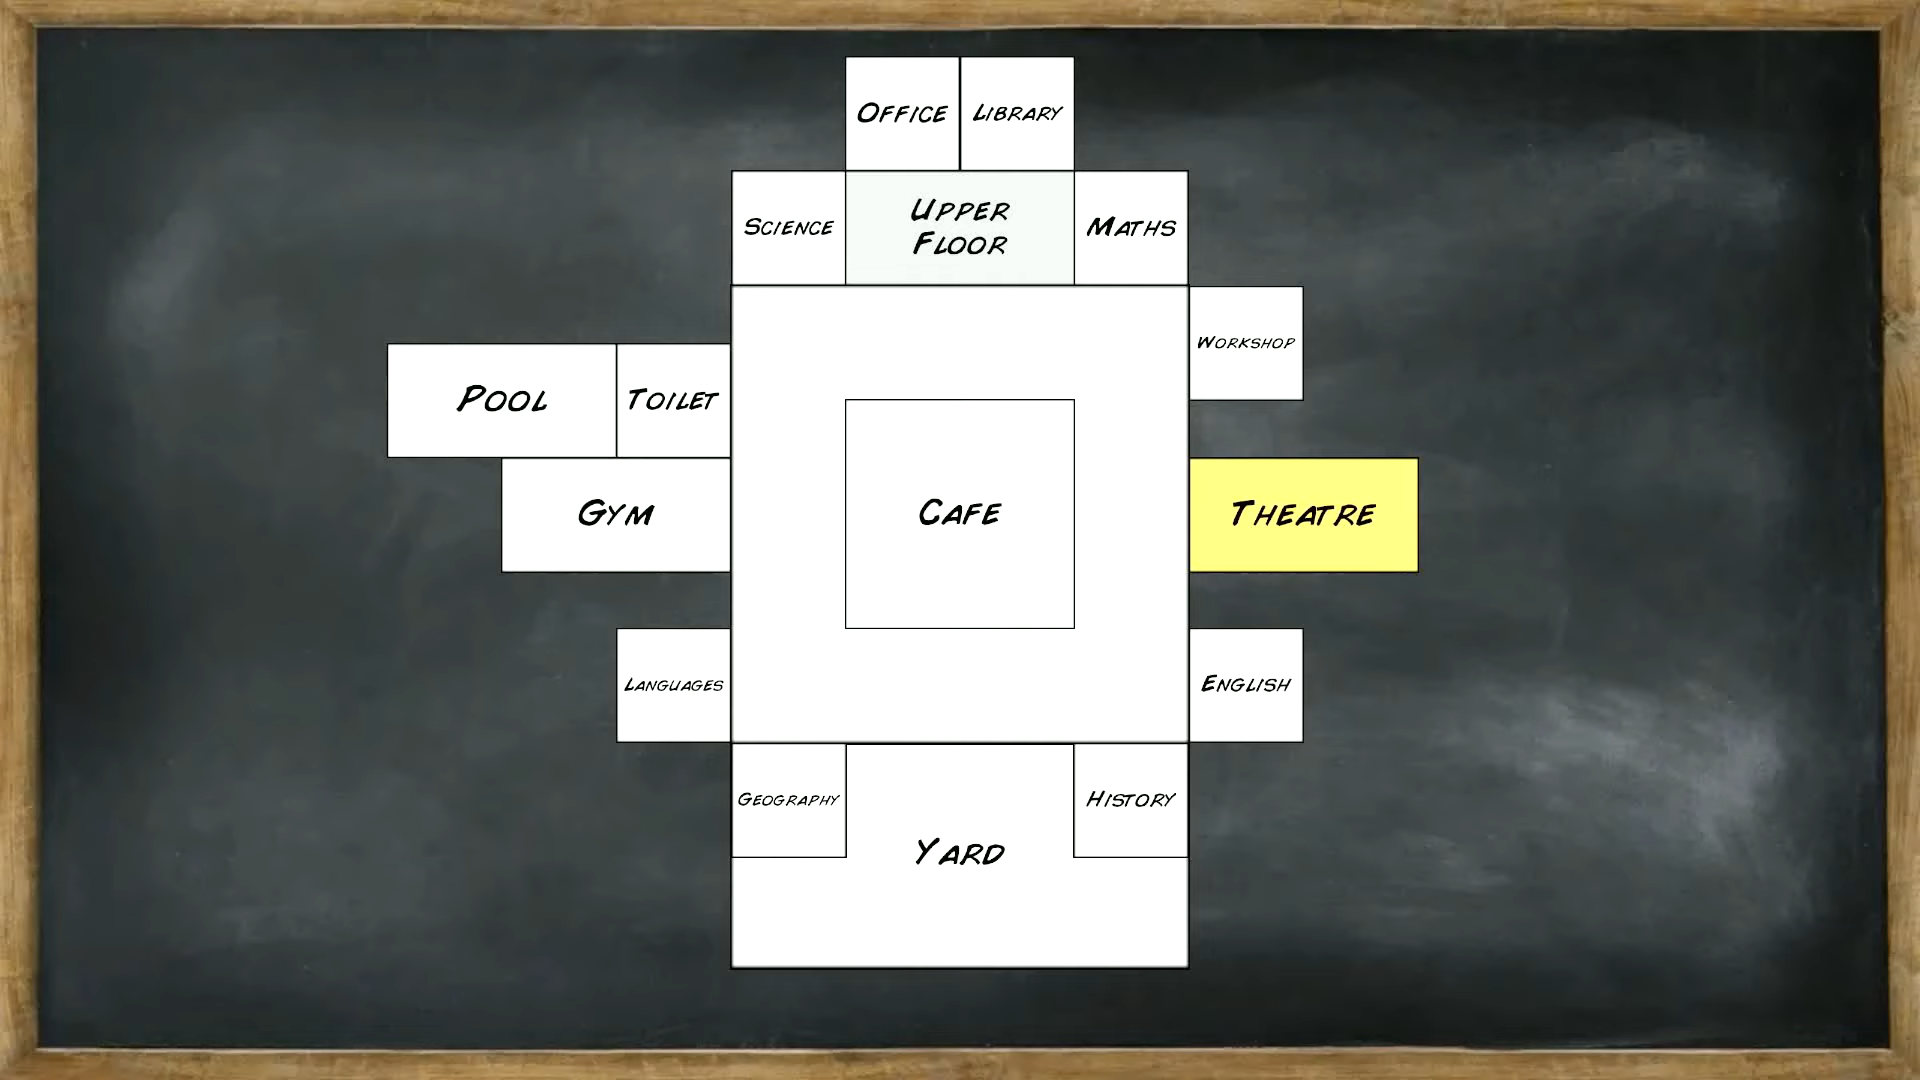 OFFICE
LIBRARY
SCIENCE
UPPER
FLOOR
MATHS
WORKSHOP
POOL
TOILET
GYM
CAFE
THEATRE
LANGUAGES
ENGLISH
GEOGRAPHY
HISTORY
YARD